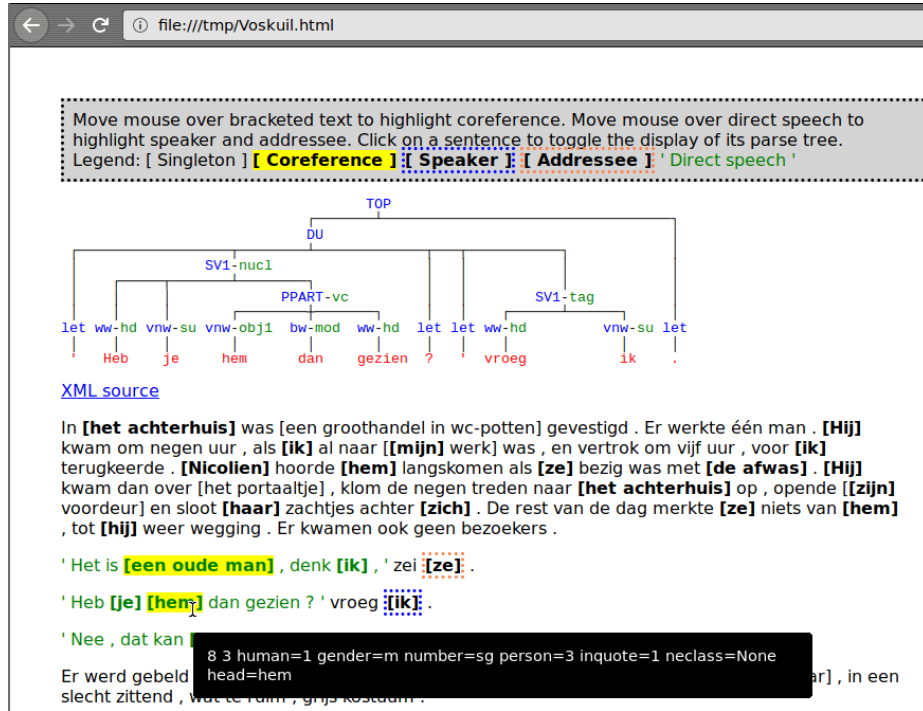 file:///tmp/Voskuil.html
Move mouse over bracketed text to highlight coreference. Move mouse over direct speech to
highlight speaker and addressee. Click on a sentence to toggle the display of its parse tree.
Legend: [ Singleton ] [ Coreference ] [ Speaker ] [ Addressee ] ' Direct speech '
TOP
DU
SV1-nucl
PPART-vc SV1-tag
let ww-hd vnw-su vnw-obj1 bw-mod ww-hd let let ww-hd vnw-su let
' Heb je hem dan gezien ? ' vroeg ik .
XML source
In [het achterhuis] was [een groothandel in wc-potten] gevestigd . Er werkte één man . [Hij]
kwam om negen uur , als [ik] al naar [[mijn] werk] was , en vertrok om vijf uur , voor [ik]
terugkeerde . [Nicolien] hoorde [hem] langskomen als [ze] bezig was met [de afwas] . [Hij]
kwam dan over [het portaaltje] , klom de negen treden naar [het achterhuis] op , opende [[zijn]
voordeur] en sloot [haar] zachtjes achter [zich] . De rest van de dag merkte [ze] niets van [hem]
, tot [hij] weer wegging . Er kwamen ook geen bezoekers .
' Het is [een oude man] , denk [ik] , ' zei [ze] .
' Heb [je] [hem] dan gezien ? ' vroeg [ik] .
' Nee , dat kan
8 3 human=1 gender=m number=sg person=3 inquote=1 neclass=None
head=hem
Er werd gebeld ar] , in een
slecht zittend , wat te ruim , grijs kostuum .